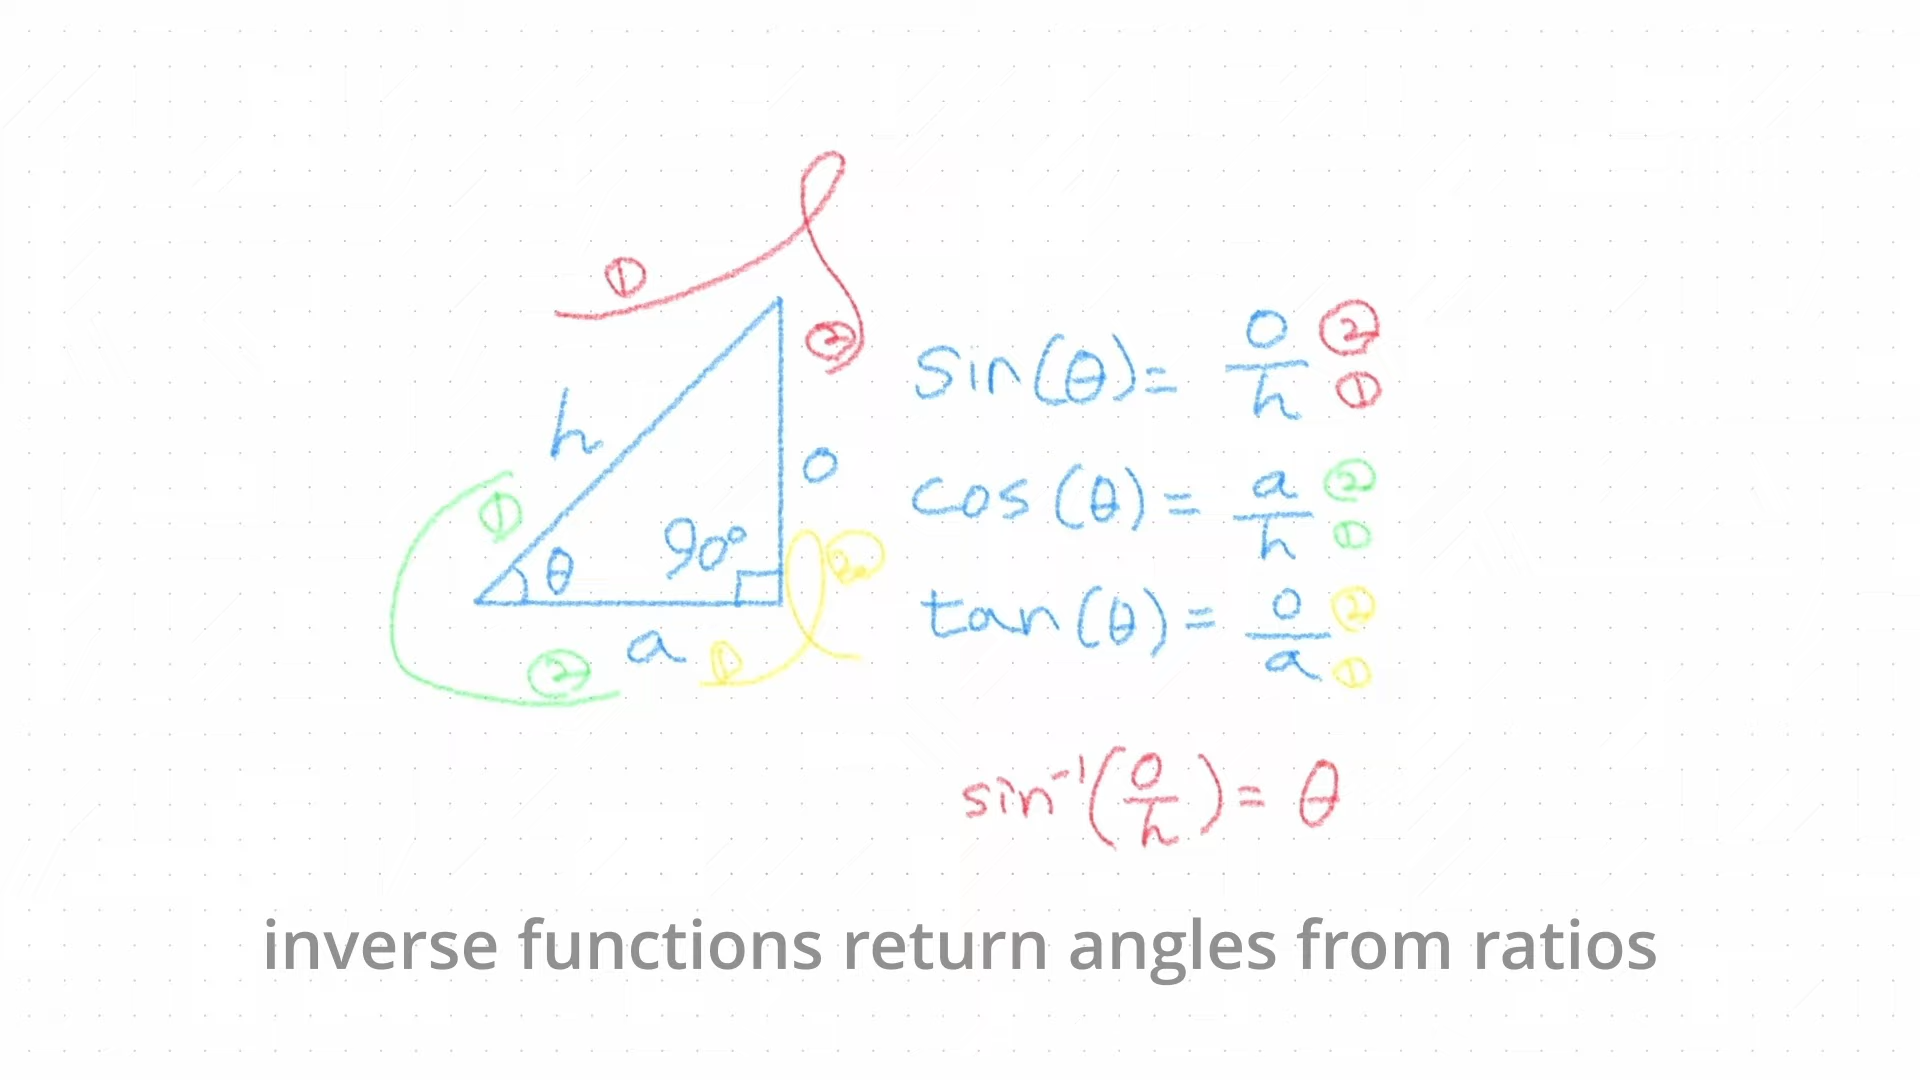 ①
②
h
o
①
θ
90°
②
②
a
①
sin(θ) = o/h ② ①
cos(θ) = a/h ② ①
tan(θ) = o/a ② ①
sin⁻¹(o/h) = θ
inverse functions return angles from ratios